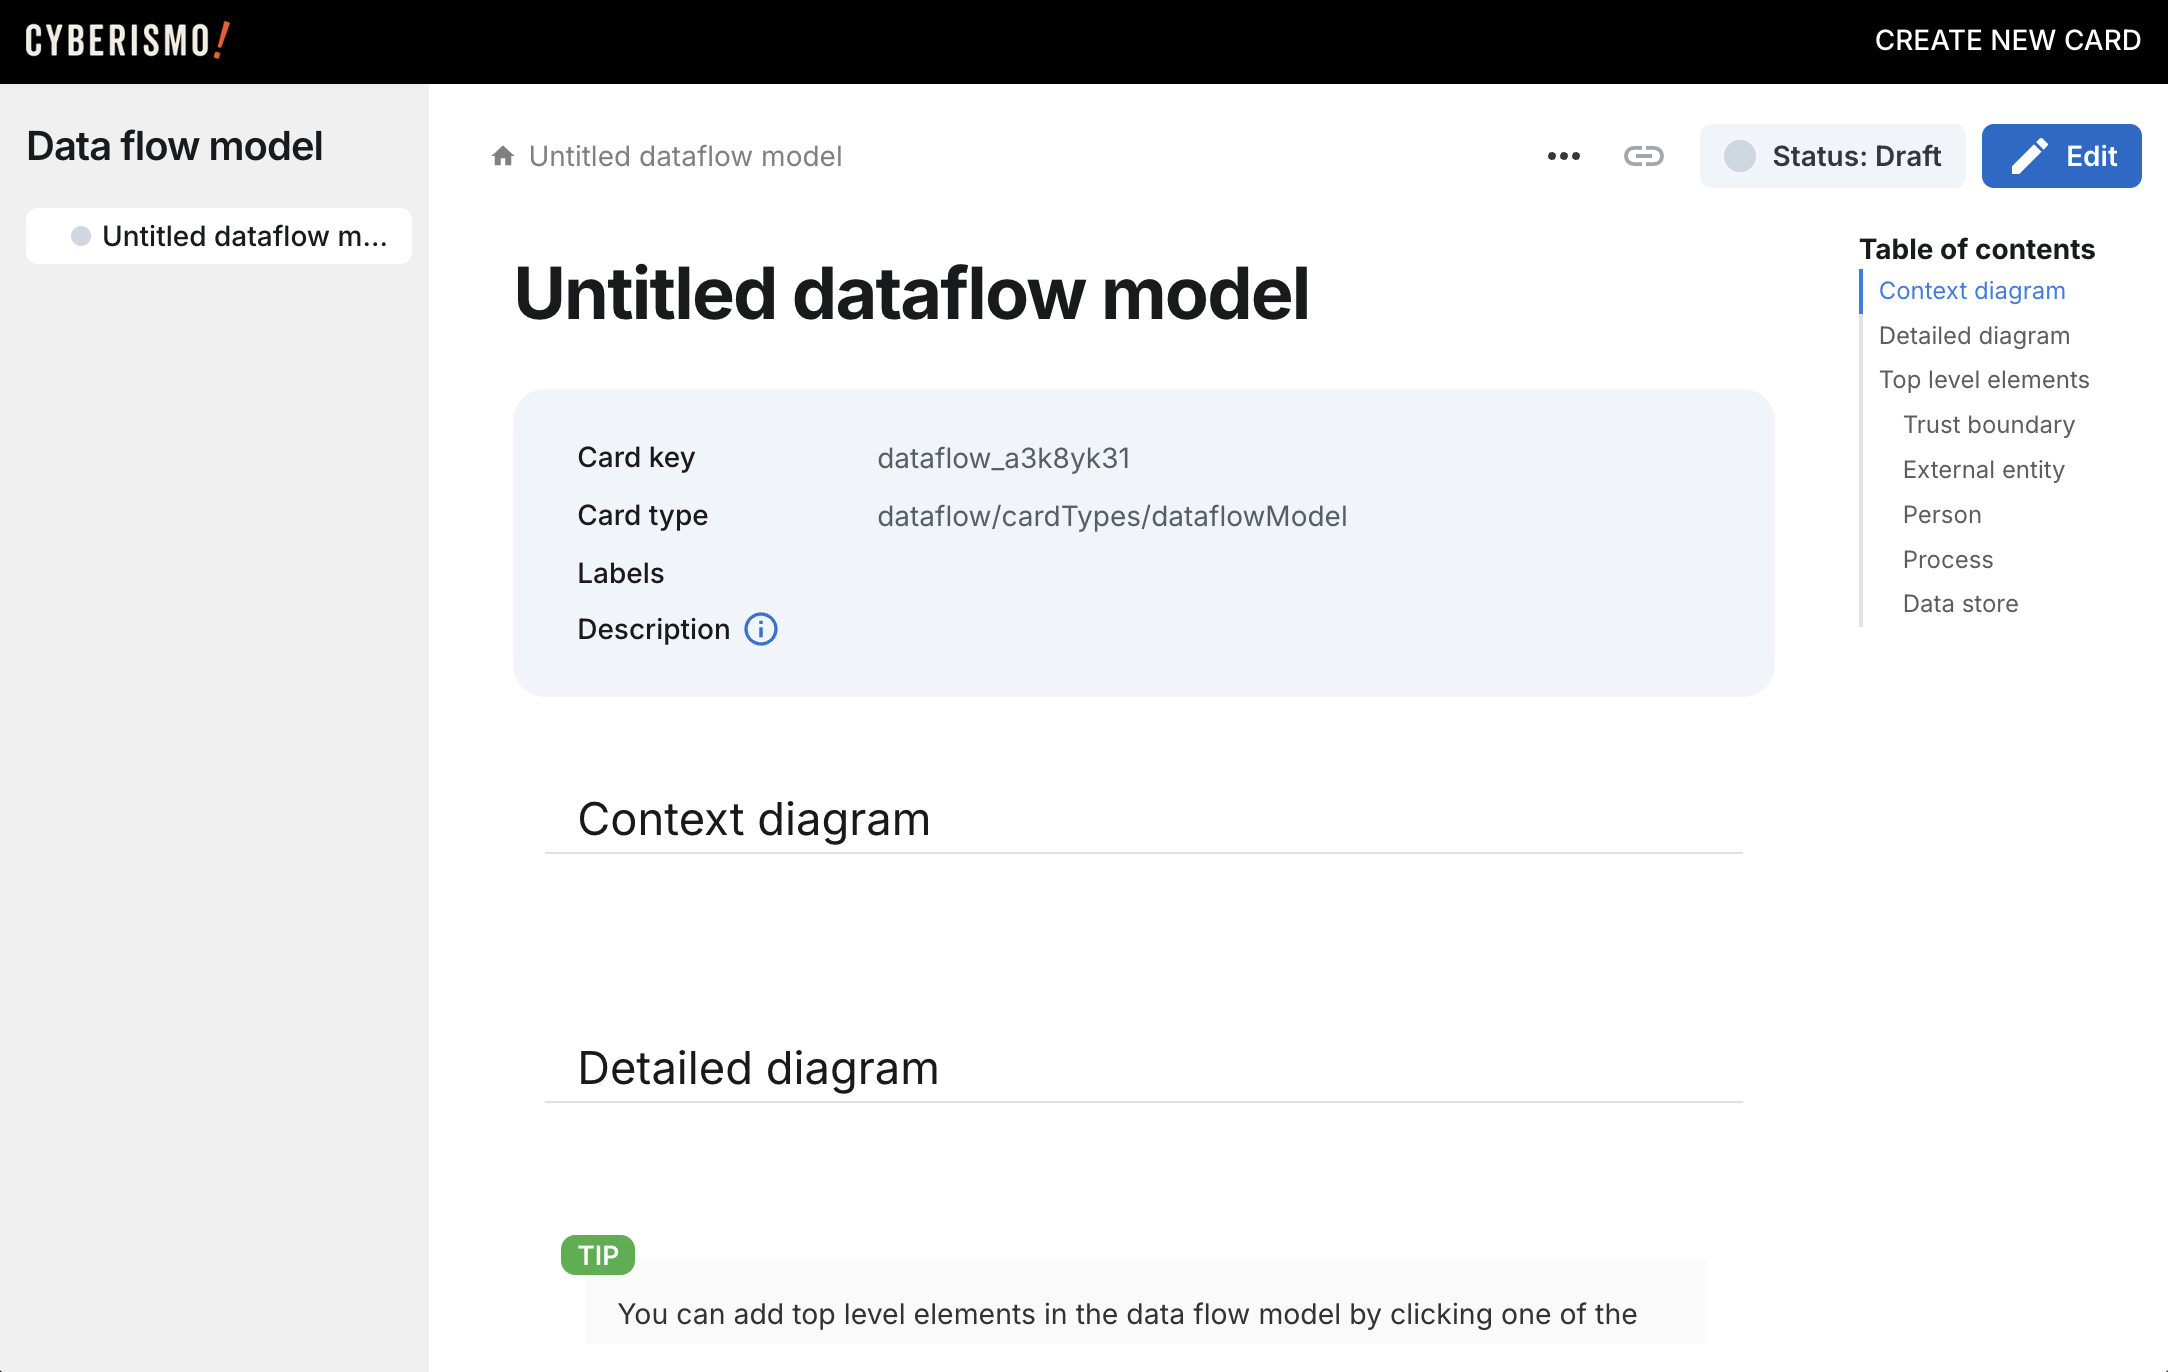 CYBERISMO!
CREATE NEW CARD
Data flow model
Untitled dataflow m...
Untitled dataflow model
Status: Draft
Edit
Untitled dataflow model
Card key dataflow_a3k8yk31
Card type dataflow/cardTypes/dataflowModel
Labels
Description
Context diagram
Detailed diagram
TIP
You can add top level elements in the data flow model by clicking one of the
Table of contents
Context diagram
Detailed diagram
Top level elements
Trust boundary
External entity
Person
Process
Data store